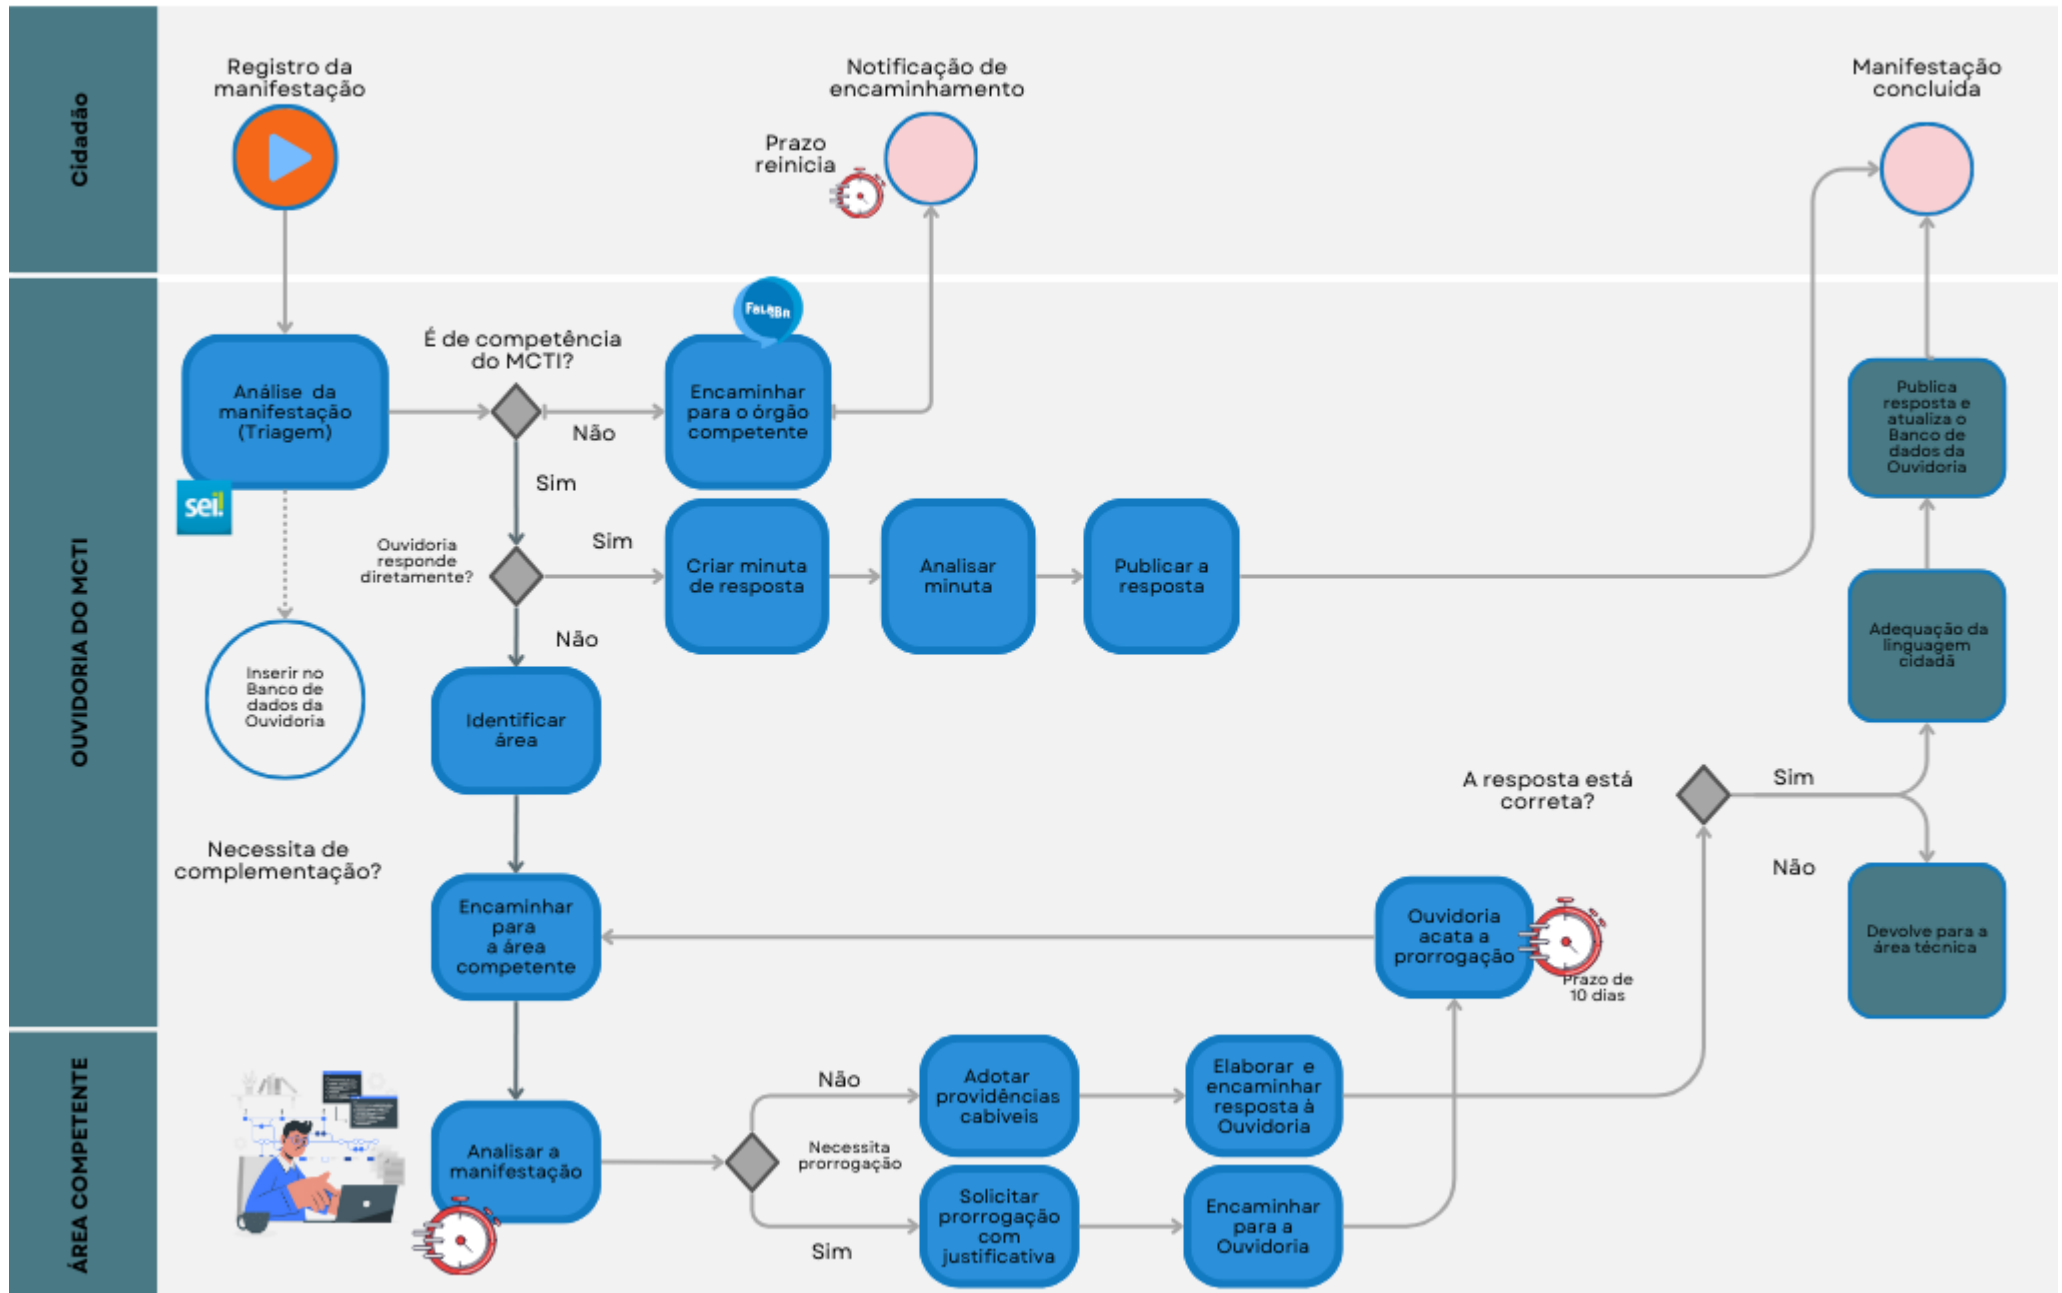 Cidadão
Registro da
manifestação
Notificação de
encaminhamento
Prazo
reinicia
Manifestação
concluida
OUVIDORIA DO MCTI
Análise da
manifestação
(Triagem)
sei!
É de competência
do MCTI?
Não
Sim
Fala.BR
Encaminhar
para o órgão
competente
Publica
resposta e
atualiza o
Banco de
dados da
Ouvidoria
Ouvidoria
responde
diretamente?
Sim
Não
Criar minuta
de resposta
Analisar
minuta
Publicar a
resposta
Adequação da
linguagem
cidadã
Inserir no
Banco de
dados da
Ouvidoria
Identificar
área
A resposta está
correta?
Sim
Não
Necessita de
complementação?
Encaminhar
para
a área
competente
Ouvidoria
acata a
prorrogação
Prazo de
10 dias
Devolve para a
área técnica
ÁREA COMPETENTE
Analisar a
manifestação
Não
Necessita
prorrogação
Sim
Adotar
providências
cabiveis
Elaborar e
encaminhar
resposta à
Ouvidoria
Solicitar
prorrogação
com
justificativa
Encaminhar
para a
Ouvidoria